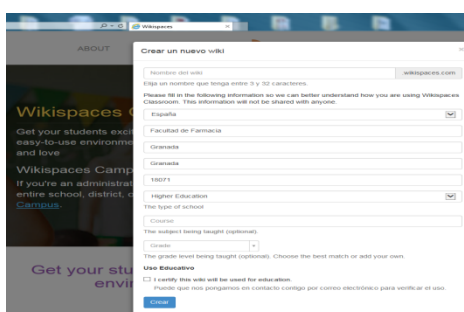 Wikispaces
ABOUT
Crear un nuevo wiki
Nombre del wiki
.wikispaces.com
Elija un nombre que tenga entre 3 y 32 caracteres.
Please fill in the following information so we can better understand how you are using Wikispaces
Classroom. This information will not be shared with anyone.
España
Facultad de Farmacia
Granada
Granada
18071
Higher Education
The type of school
Course
The subject being taught (optional).
Grade
The grade level being taught (optional). Choose the best match or add your own.
Uso Educativo
I certify this wiki will be used for education.
Puede que nos pongamos en contacto contigo por correo electrónico para verificar el uso.
Crear
Wikispaces
Get your students
easy-to-use environme
and love
Wikispaces Camp
If you're an administrat
entire school, district, c
Campus.
Get your stu
envir